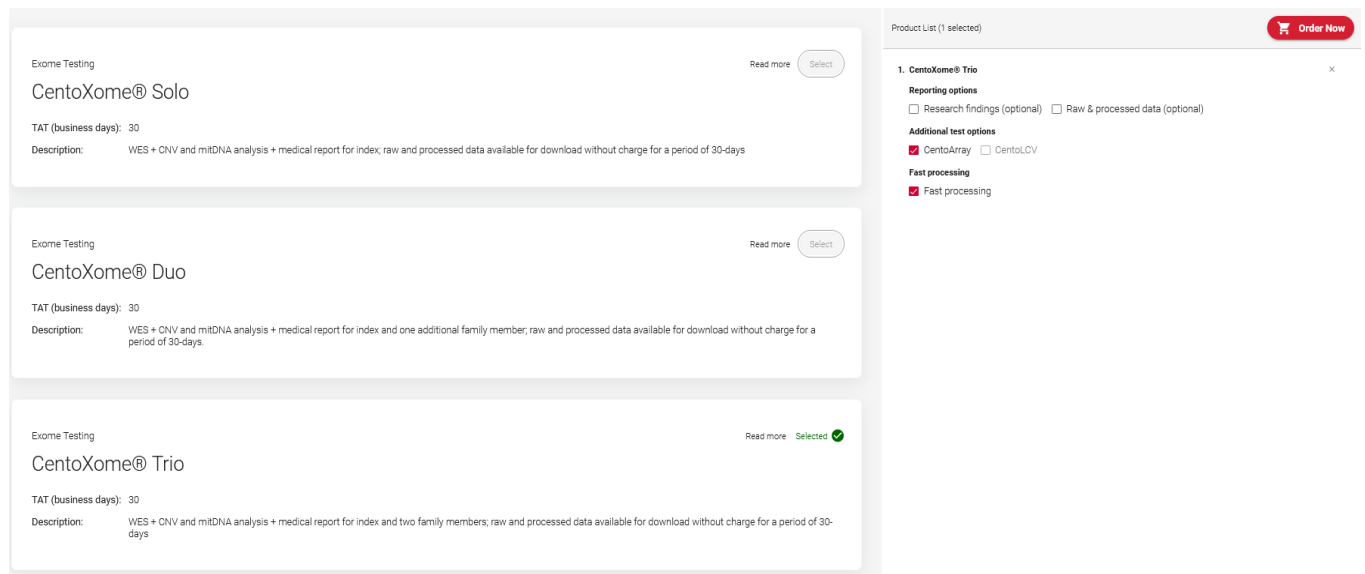 Exome Testing
Read more Select
CentoXome® Solo
TAT (business days): 30
Description: WES + CNV and mitDNA analysis + medical report for index; raw and processed data available for download without charge for a period of 30-days
Exome Testing
Read more Select
CentoXome® Duo
TAT (business days): 30
Description: WES + CNV and mitDNA analysis + medical report for index and one additional family member; raw and processed data available for download without charge for a
period of 30-days.
Exome Testing
Read more Selected
CentoXome® Trio
TAT (business days): 30
Description: WES + CNV and mitDNA analysis + medical report for index and two family members; raw and processed data available for download without charge for a period of 30-
days
Product List (1 selected)
Order Now
1. CentoXome® Trio
Reporting options
Research findings (optional) Raw & processed data (optional)
Additional test options
CentoArray CentoLCV
Fast processing
Fast processing